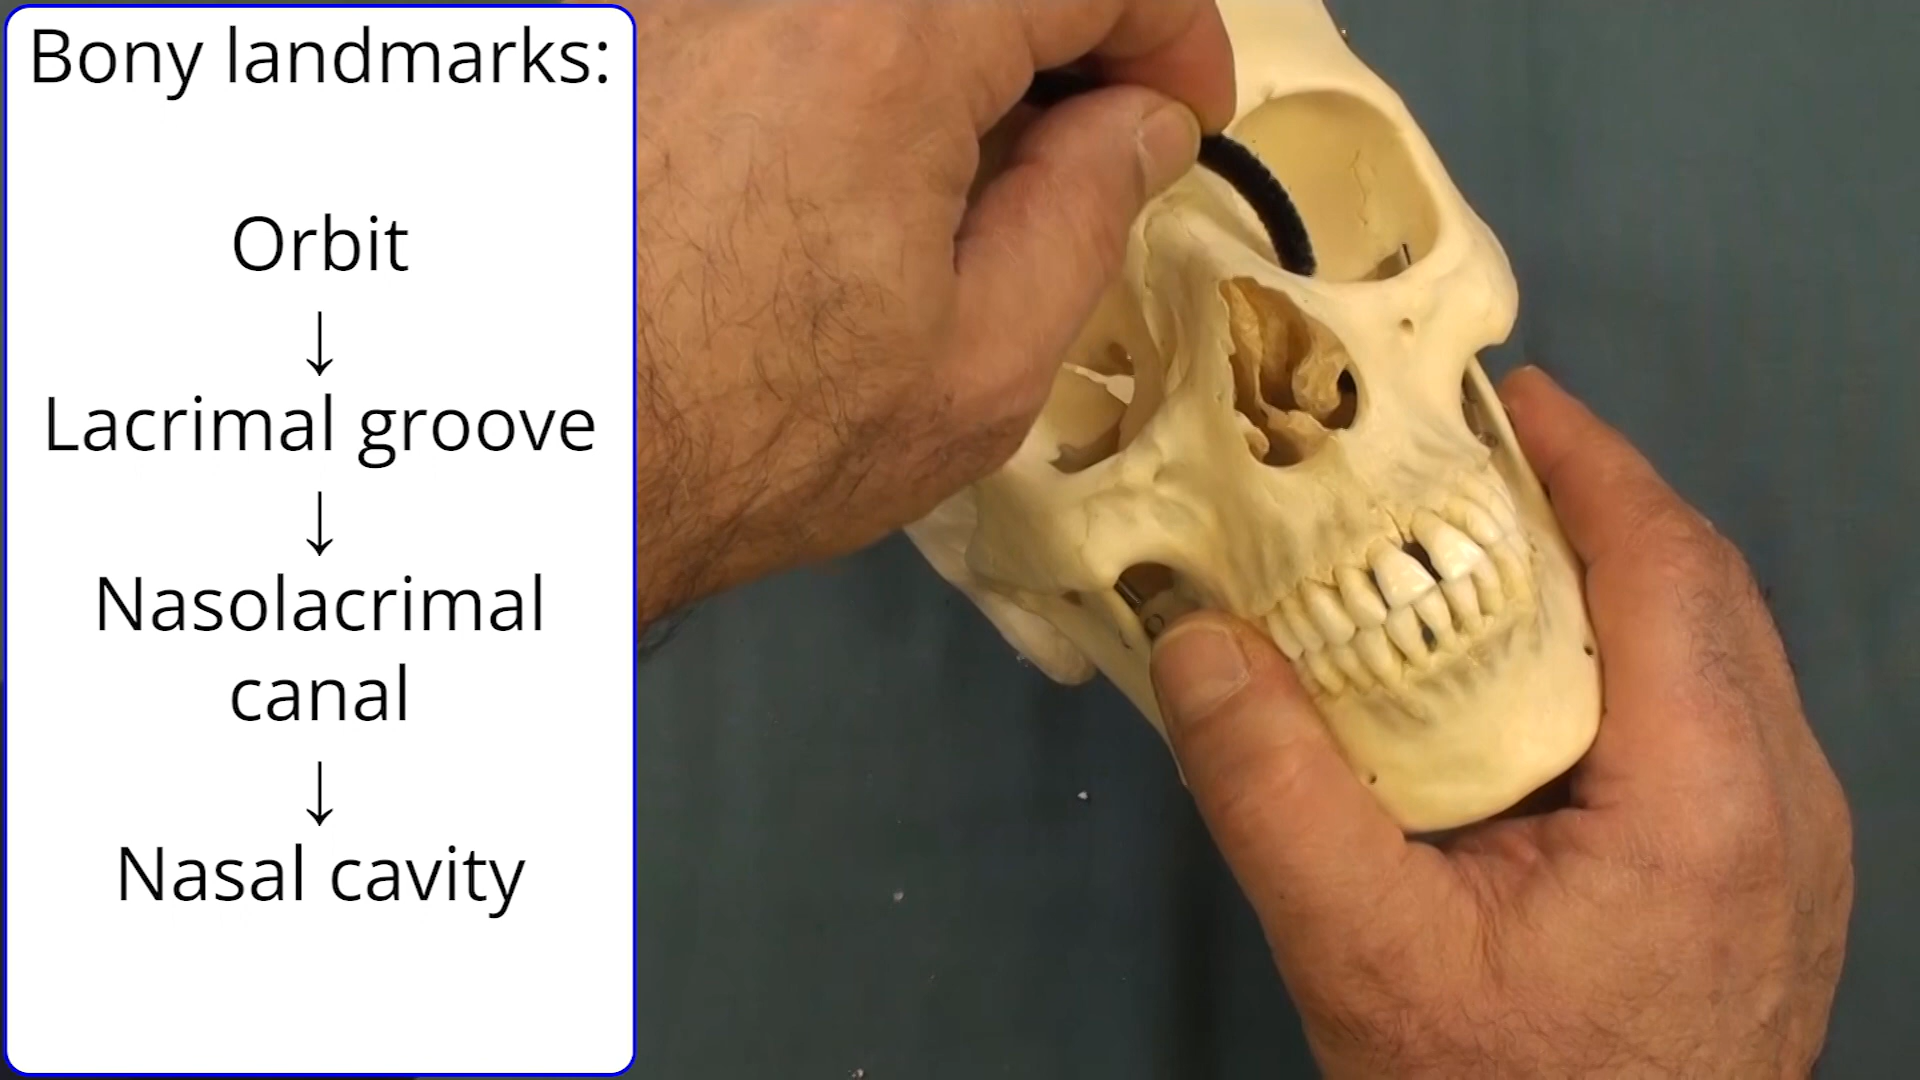 Bony landmarks:
Orbit
↓
Lacrimal groove
↓
Nasolacrimal
canal
↓
Nasal cavity